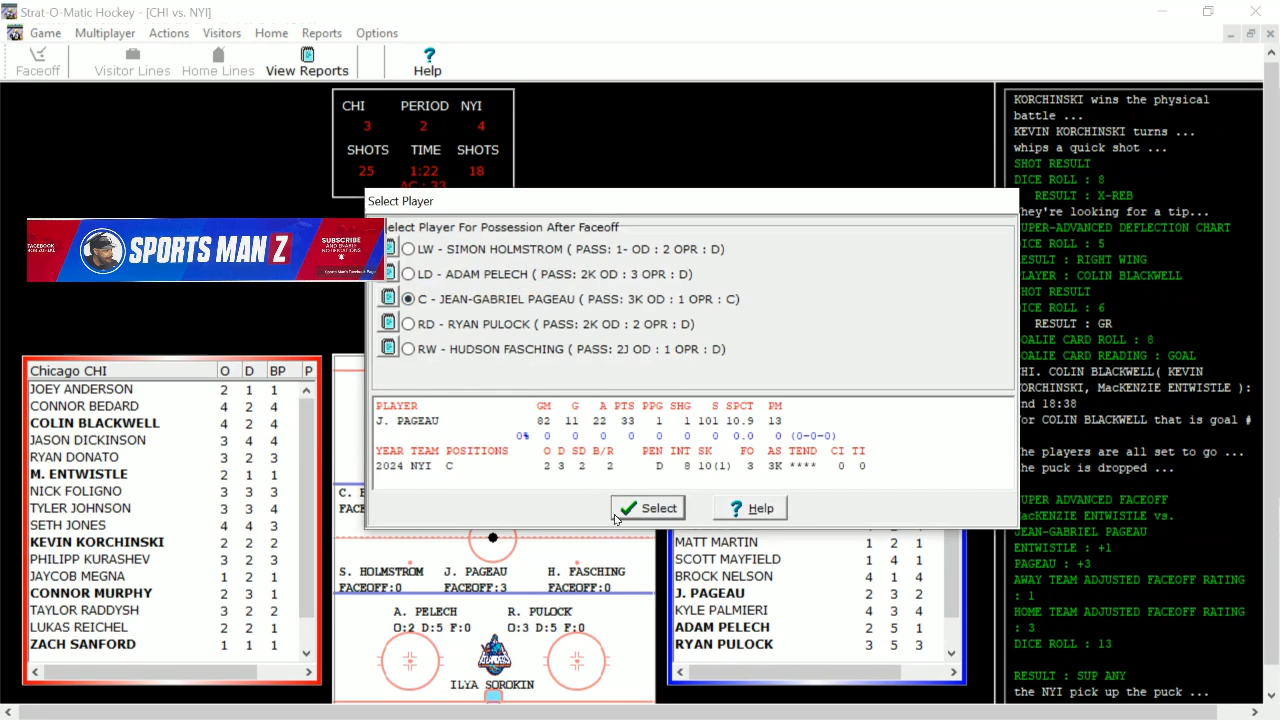 Strat-O-Matic Hockey - [CHI vs. NYI]
Game Multiplayer Actions Visitors Home Reports Options
Faceoff Visitor Lines Home Lines View Reports Help
CHI PERIOD NYI
3 2 4
SHOTS TIME SHOTS
25 1:22 18
AC : 33
Select Player
elect Player For Possession After Faceoff
LW - SIMON HOLMSTROM ( PASS: 1- OD : 2 OPR : D)
LD - ADAM PELECH ( PASS: 2K OD : 3 OPR : D)
C - JEAN-GABRIEL PAGEAU ( PASS: 3K OD : 1 OPR : C)
RD - RYAN PULOCK ( PASS: 2K OD : 2 OPR : D)
RW - HUDSON FASCHING ( PASS: 2J OD : 1 OPR : D)
PLAYER GM G A PTS PPG SHG S SPCT PM
J. PAGEAU 82 11 22 33 1 1 101 10.9 13
0% 0 0 0 0 0 0 0.0 0 (0-0-0)
YEAR TEAM POSITIONS O D SD B/R PEN INT SK FO AS TEND CI TI
2024 NYI C 2 3 2 2 D 8 10(1) 3 3K **** 0 0
Select Help
SPORTS MAN Z
SUBSCRIBE
AND ENABLE
NOTIFICATIONS
Chicago CHI O D BP P
JOEY ANDERSON 2 1 1
CONNOR BEDARD 4 2 4
COLIN BLACKWELL 4 2 4
JASON DICKINSON 3 4 4
RYAN DONATO 3 2 3
M. ENTWISTLE 2 1 1
NICK FOLIGNO 3 3 3
TYLER JOHNSON 3 3 4
SETH JONES 4 4 3
KEVIN KORCHINSKI 2 2 2
PHILIPP KURASHEV 3 2 3
JAYCOB MEGNA 1 2 1
CONNOR MURPHY 2 3 1
TAYLOR RADDYSH 3 2 2
LUKAS REICHEL 2 2 1
ZACH SANFORD 1 1 1
C. E
FACE
S. HOLMSTROM J. PAGEAU H. FASCHING
FACEOFF:0 FACEOFF:3 FACEOFF:0
A. PELECH R. PULOCK
O:2 D:5 F:0 O:3 D:5 F:0
ILYA SOROKIN
MATT MARTIN 1 2 1
SCOTT MAYFIELD 1 4 1
BROCK NELSON 4 1 4
J. PAGEAU 2 3 2
KYLE PALMIERI 4 3 4
ADAM PELECH 2 5 1
RYAN PULOCK 3 5 3
KORCHINSKI wins the physical
battle ...
KEVIN KORCHINSKI turns ...
whips a quick shot ...
SHOT RESULT
DICE ROLL : 8
RESULT : X-REB
hey're looking for a tip...
UPER-ADVANCED DEFLECTION CHART
ICE ROLL : 5
ESULT : RIGHT WING
LAYER : COLIN BLACKWELL
HOT RESULT
ICE ROLL : 6
RESULT : GR
OALIE CARD ROLL : 8
OALIE CARD READING : GOAL
HI. COLIN BLACKWELL( KEVIN
ORCHINSKI, MacKENZIE ENTWISTLE ):
nd 18:38
or COLIN BLACKWELL that is goal #
he players are all set to go ...
he puck is dropped ...
UPER ADVANCED FACEOFF
acKENZIE ENTWISTLE vs.
JEAN-GABRIEL PAGEAU
ENTWISTLE : +1
PAGEAU : +3
AWAY TEAM ADJUSTED FACEOFF RATING
: 1
HOME TEAM ADJUSTED FACEOFF RATING
: 3
DICE ROLL : 13
RESULT : SUP ANY
the NYI pick up the puck ...